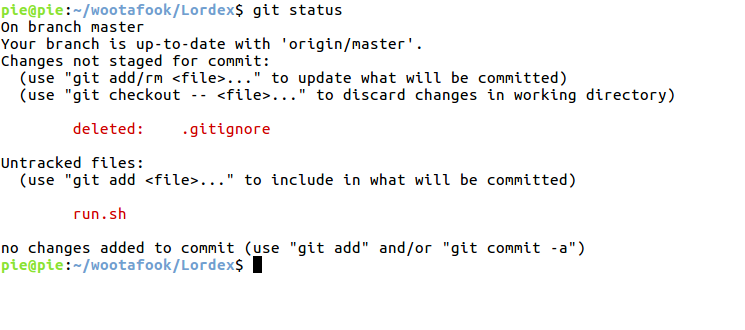 pie@pie:~/wootafook/Lordex$ git status
On branch master
Your branch is up-to-date with 'origin/master'.
Changes not staged for commit:
  (use "git add/rm <file>..." to update what will be committed)
  (use "git checkout -- <file>..." to discard changes in working directory)

        deleted:    .gitignore

Untracked files:
  (use "git add <file>..." to include in what will be committed)

        run.sh

no changes added to commit (use "git add" and/or "git commit -a")
pie@pie:~/wootafook/Lordex$